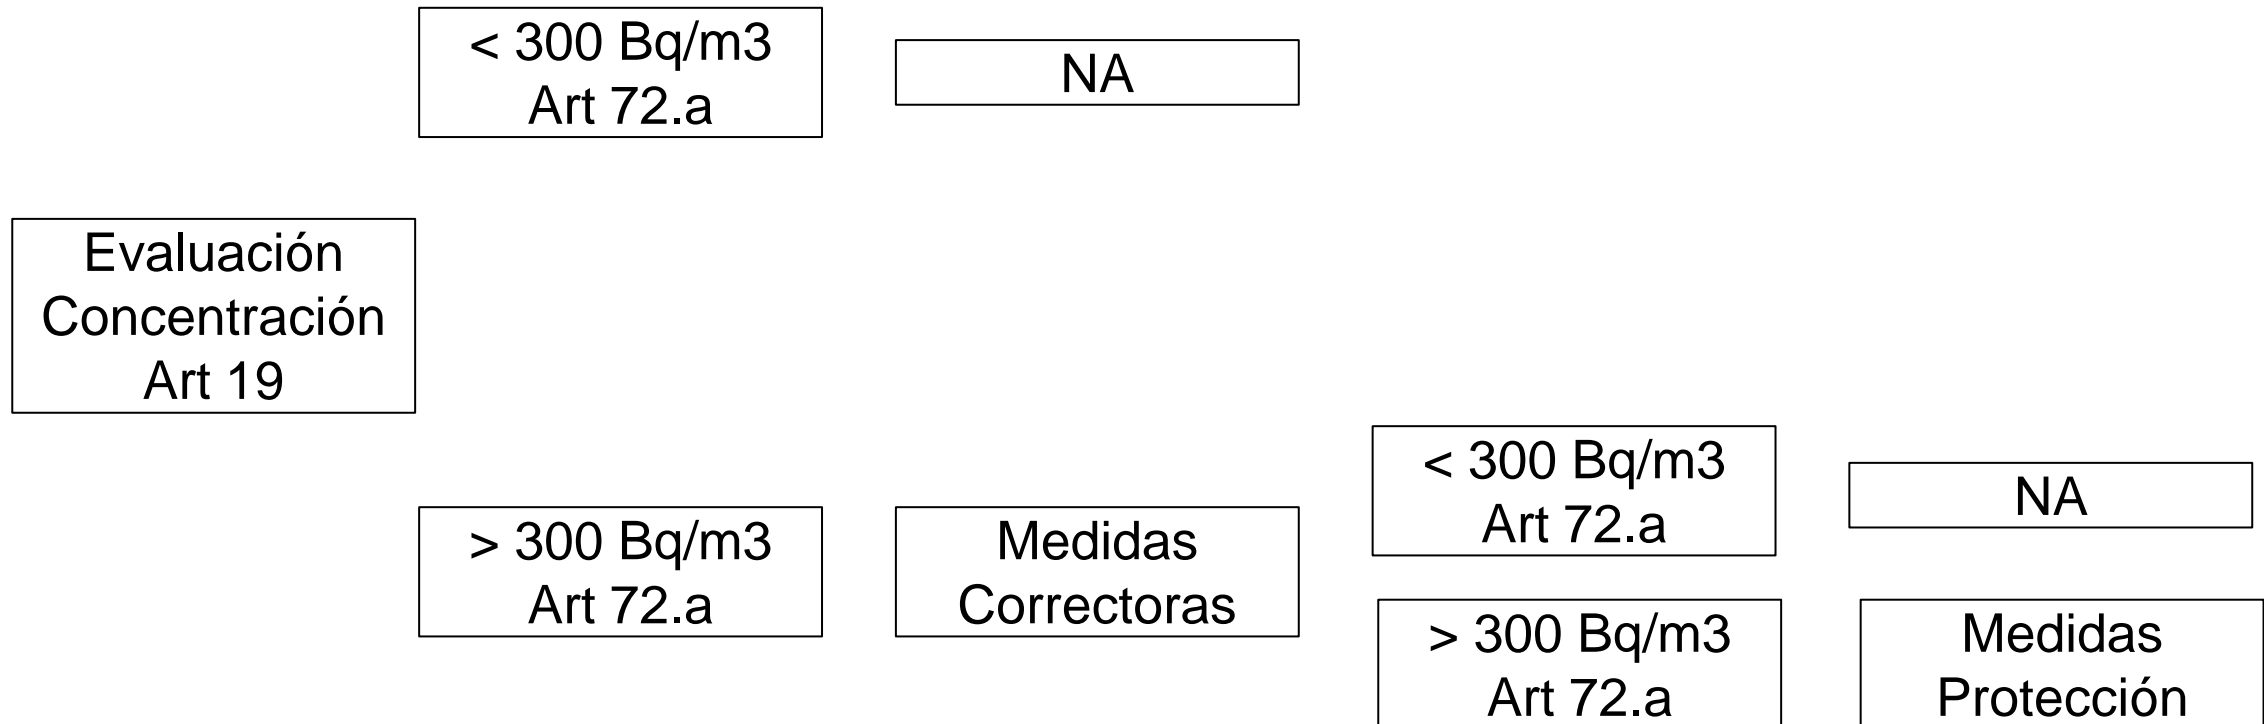 < 300 Bq/m3
Art 72.a
NA
Evaluación
Concentración
Art 19
> 300 Bq/m3
Art 72.a
Medidas
Correctoras
< 300 Bq/m3
Art 72.a
NA
> 300 Bq/m3
Art 72.a
Medidas
Protección